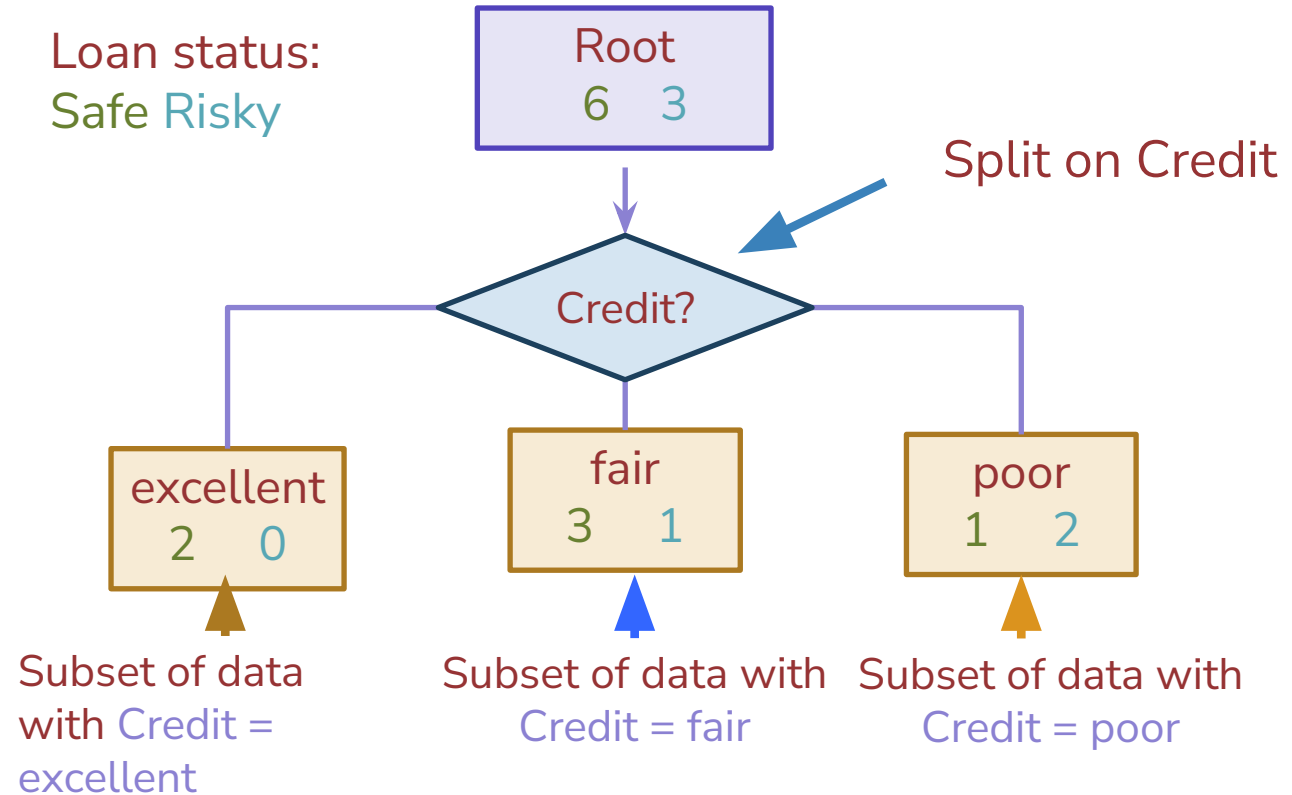 Loan status:
Safe Risky
Root
6 3
Split on Credit
Credit?
excellent
2 0
fair
3 1
poor
1 2
Subset of data
with Credit =
excellent
Subset of data with
Credit = fair
Subset of data with
Credit = poor